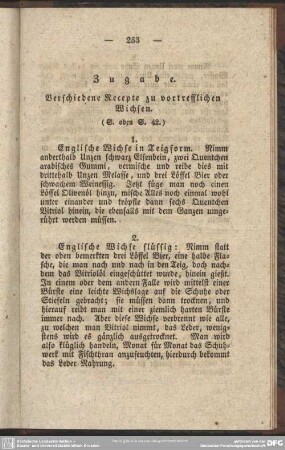 — 253 —
Zugabe.
Verschiedene Recepte zu vortrefflichen
Wichsen.
(S. oben S. 42.)
1.
Englische Wichse in Teigform. Nimm
anderthalb Unzen schwarz Elfenbein, zwei Quentchen
arabisches Gummi, vermische und reibe dies mit
drittehalb Unzen Melasse, und drei Löffel Bier oder
schwachem Weinessig. Jetzt füge man noch einen
Löffel Olivenöl hinzu, mische Alles noch einmal wohl
unter einander und tröpfle dann sechs Quentchen
Vitriol hinein, die ebenfalls mit dem Ganzen umge-
rührt werden müssen.
2.
Englische Wichse flüssig: Nimm statt
der oben bemerkten drei Löffel Bier, eine halbe Fla-
sche, die man nach und nach in den Teig, doch nach-
dem das Vitriolöl eingeschüttet wurde, hinein gießt.
In einem oder dem andern Falle wird mittelst einer
Bürste eine leichte Wichslage auf die Schuhe oder
Stiefeln gebracht; sie müssen dann trocknen, und
hierauf reibt man mit einer ziemlich harten Bürste
immer nach. Aber diese Wichse verbrennt wie alle,
zu welchen man Vitriol nimmt, das Leder, wenig-
stens wird es gänzlich ausgetrocknet. Man wird
also klüglich handeln, Monat für Monat das Schuh-
werk mit Fischthran anzufeuchten, hierdurch bekommt
das Leder Nahrung.